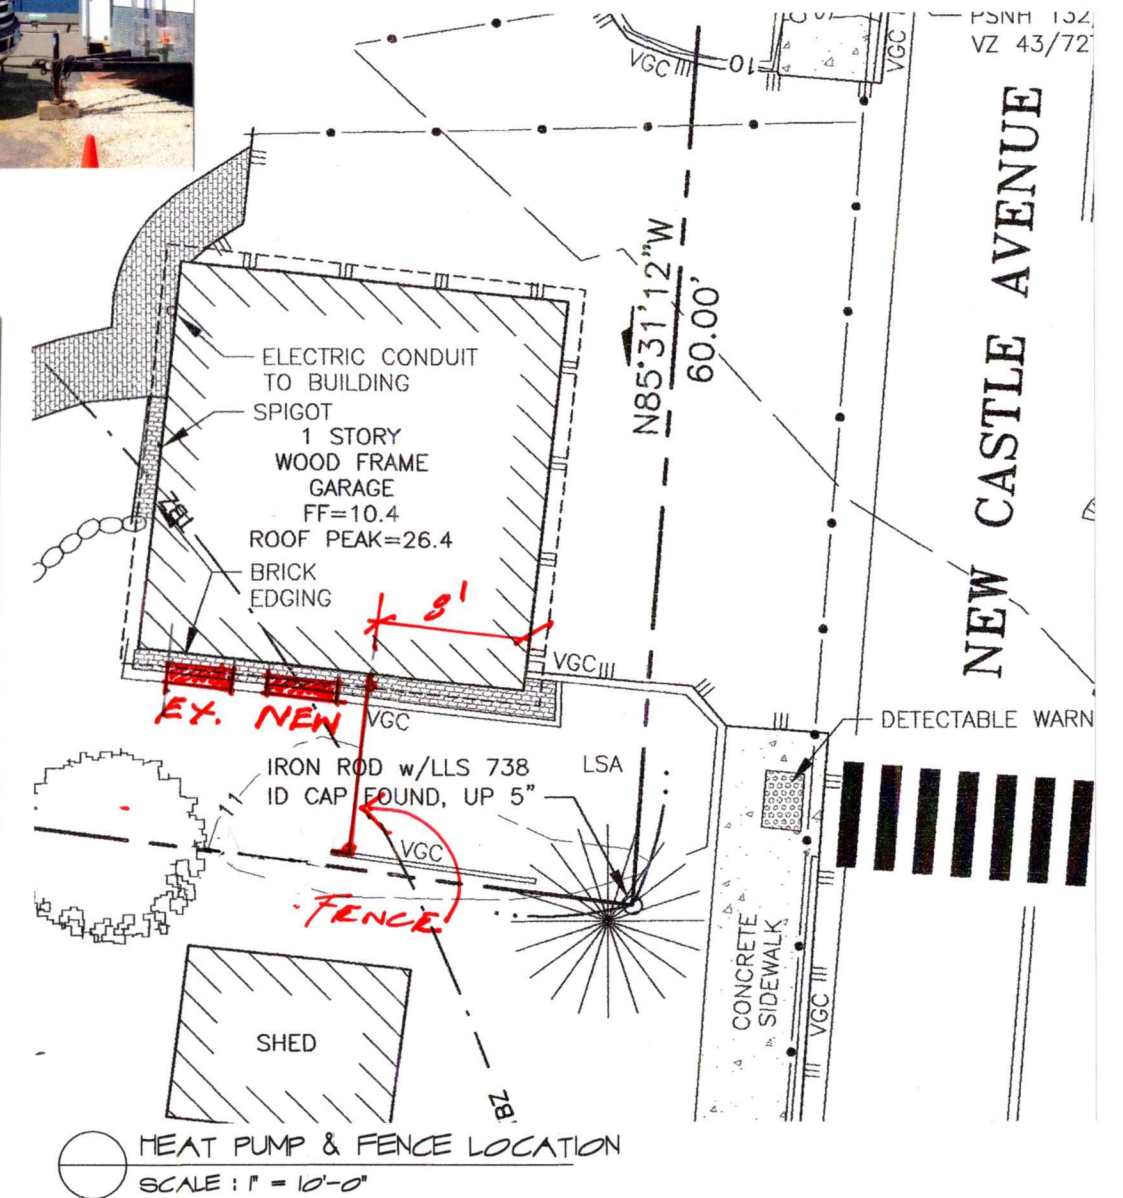 PSNH 132
VZ 43/72
VGC
10
VGC
NEW CASTLE AVENUE
N85°31'12"W
60.00'
ELECTRIC CONDUIT
TO BUILDING
SPIGOT
1 STORY
WOOD FRAME
GARAGE
FF=10.4
ROOF PEAK=26.4
BRICK
EDGING
8'
VGC
EX.
NEW
VGC
DETECTABLE WARN
IRON ROD w/LLS 738
ID CAP FOUND, UP 5"
LSA
11
VGC
FENCE
CONCRETE
SIDEWALK
VGC
SHED
BZ
HEAT PUMP & FENCE LOCATION
SCALE : 1" = 10'-0"